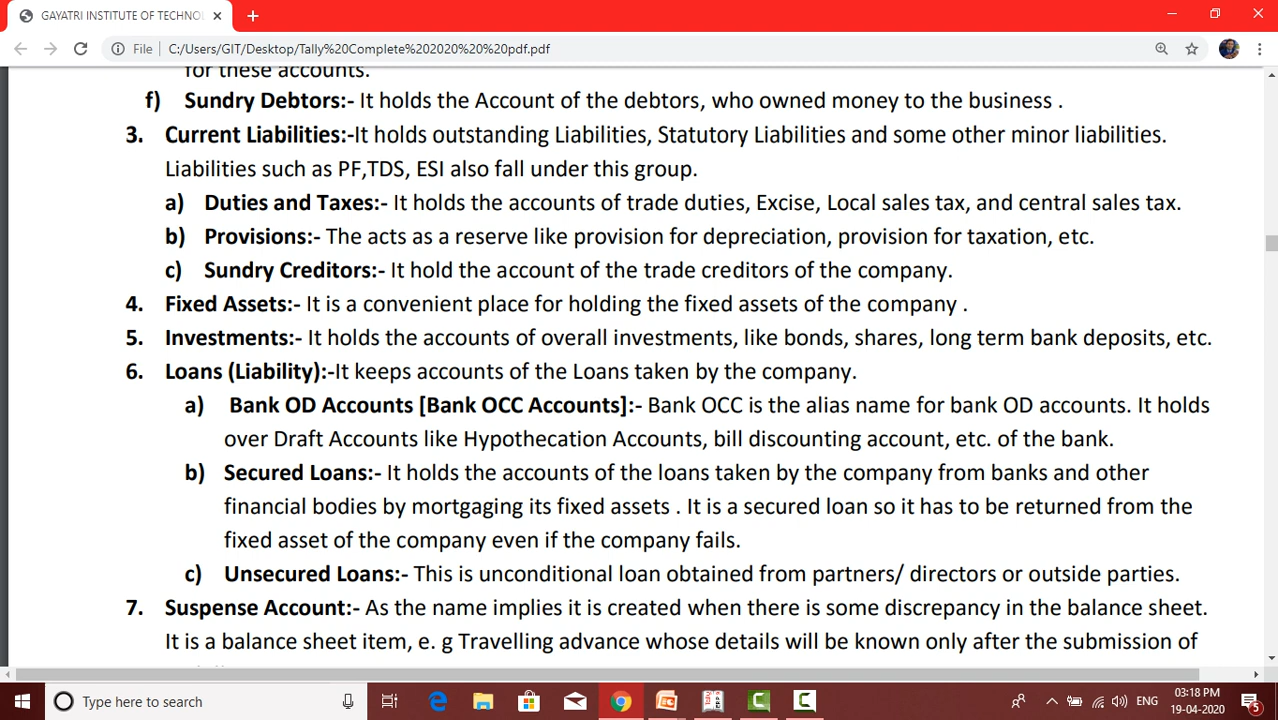 GAYATRI INSTITUTE OF TECHNOL
File C:/Users/GIT/Desktop/Tally%20Complete%202020%20%20pdf.pdf
for these accounts.
f) Sundry Debtors:- It holds the Account of the debtors, who owned money to the business .
3. Current Liabilities:-It holds outstanding Liabilities, Statutory Liabilities and some other minor liabilities.
Liabilities such as PF,TDS, ESI also fall under this group.
a) Duties and Taxes:- It holds the accounts of trade duties, Excise, Local sales tax, and central sales tax.
b) Provisions:- The acts as a reserve like provision for depreciation, provision for taxation, etc.
c) Sundry Creditors:- It hold the account of the trade creditors of the company.
4. Fixed Assets:- It is a convenient place for holding the fixed assets of the company .
5. Investments:- It holds the accounts of overall investments, like bonds, shares, long term bank deposits, etc.
6. Loans (Liability):-It keeps accounts of the Loans taken by the company.
a) Bank OD Accounts [Bank OCC Accounts]:- Bank OCC is the alias name for bank OD accounts. It holds
over Draft Accounts like Hypothecation Accounts, bill discounting account, etc. of the bank.
b) Secured Loans:- It holds the accounts of the loans taken by the company from banks and other
financial bodies by mortgaging its fixed assets . It is a secured loan so it has to be returned from the
fixed asset of the company even if the company fails.
c) Unsecured Loans:- This is unconditional loan obtained from partners/ directors or outside parties.
7. Suspense Account:- As the name implies it is created when there is some discrepancy in the balance sheet.
It is a balance sheet item, e. g Travelling advance whose details will be known only after the submission of
Type here to search
ENG
03:18 PM
19-04-2020
5